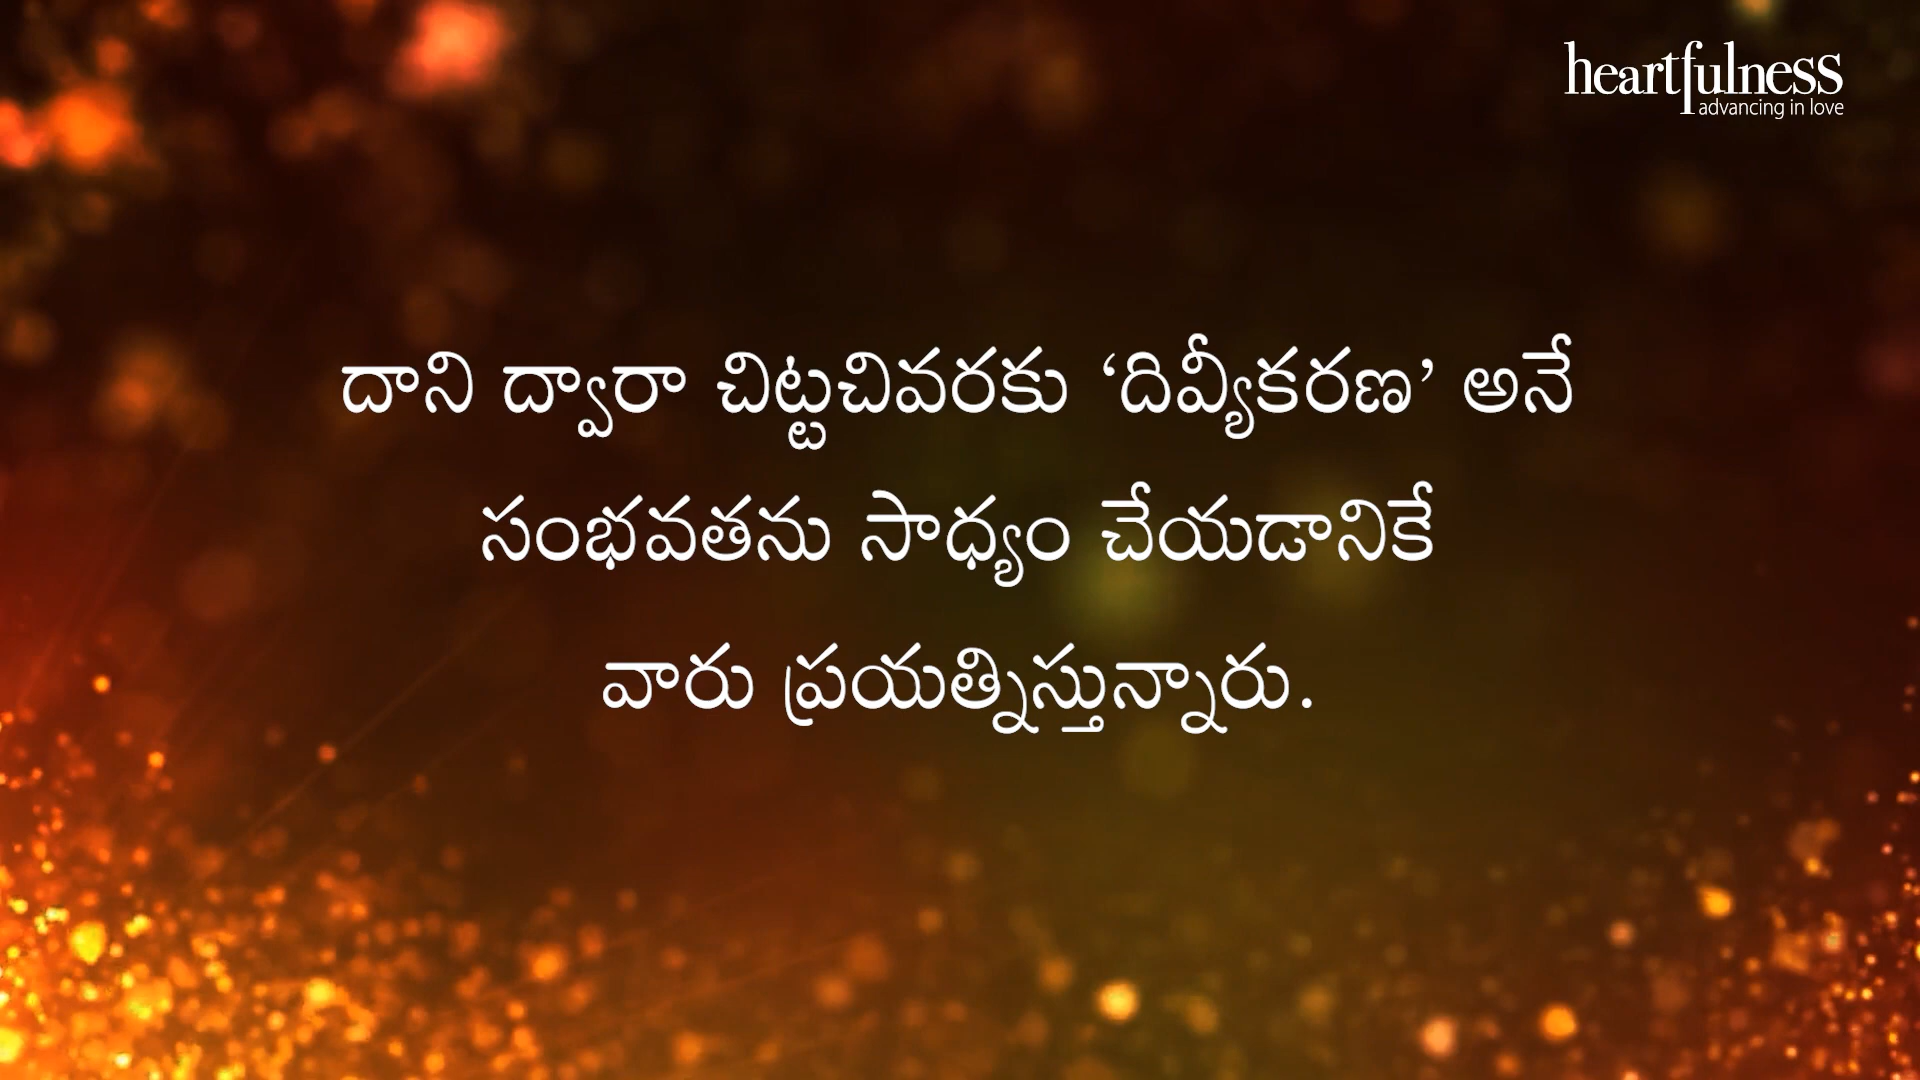 heartfulness
advancing in love
దాని ద్వారా చిట్టచివరకు ‘దివ్యీకరణ’ అనే
సంభవతను సాధ్యం చేయడానికే
వారు ప్రయత్నిస్తున్నారు.